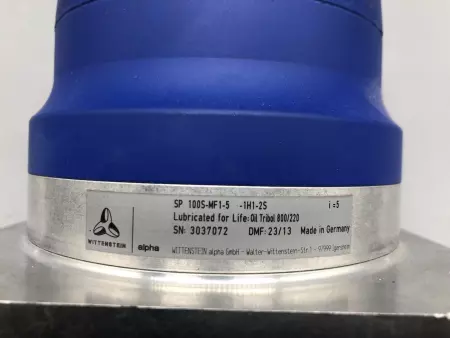 SP 100S-MF1-5 -1H1-2S i=5
Lubricated for Life: Oil Tribol 800/220
SN: 3037072 DMF: 23/13 Made in Germany
WITTENSTEIN alpha WITTENSTEIN alpha GmbH - Walter-Wittenstein-Str.1 - 97999 Igersheim